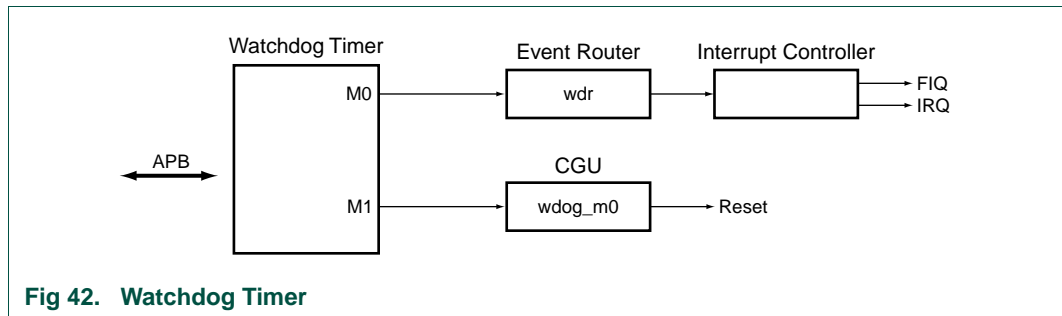 Watchdog Timer
Event Router
Interrupt Controller
M0
wdr
FIQ
IRQ
APB
CGU
M1
wdog_m0
Reset
Fig 42. Watchdog Timer